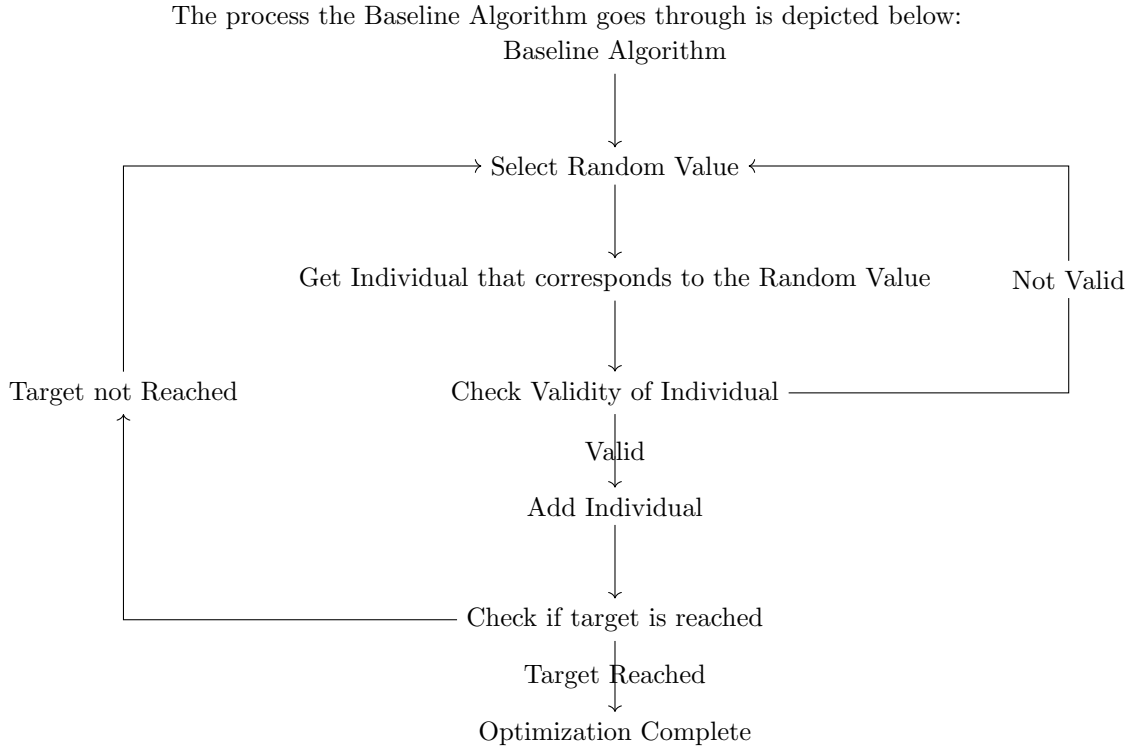 The process the Baseline Algorithm goes through is depicted below:
Baseline Algorithm
Select Random Value
Get Individual that corresponds to the Random Value
Not Valid
Target not Reached
Check Validity of Individual
Valid
Add Individual
Check if target is reached
Target Reached
Optimization Complete